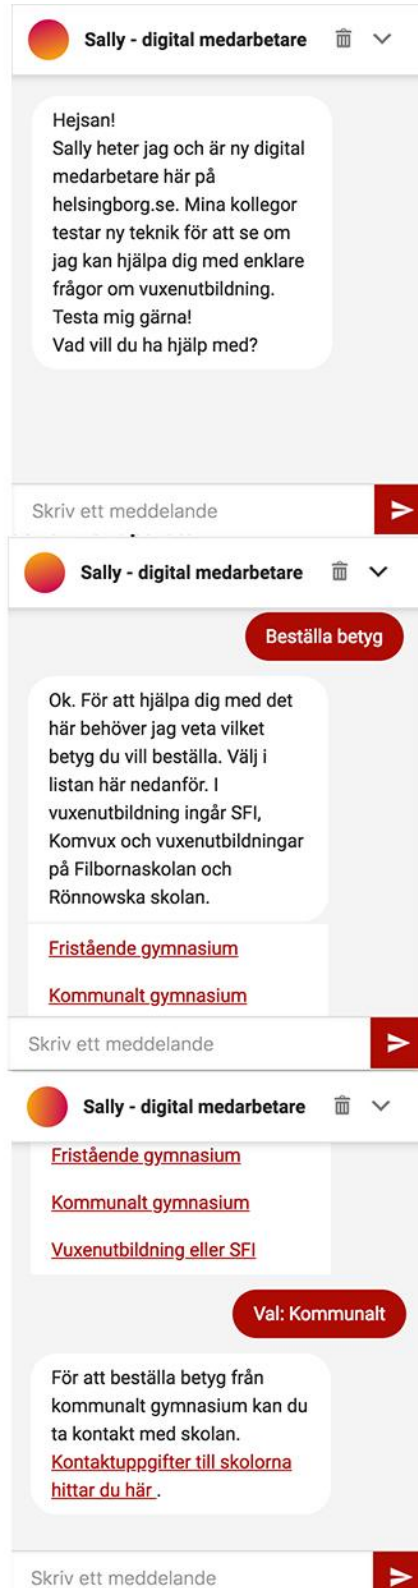 Sally - digital medarbetare
Hejsan!
Sally heter jag och är ny digital
medarbetare här på
helsingborg.se. Mina kollegor
testar ny teknik för att se om
jag kan hjälpa dig med enklare
frågor om vuxenutbildning.
Testa mig gärna!
Vad vill du ha hjälp med?
Skriv ett meddelande
Sally - digital medarbetare
Beställa betyg
Ok. För att hjälpa dig med det
här behöver jag veta vilket
betyg du vill beställa. Välj i
listan här nedanför. I
vuxenutbildning ingår SFI,
Komvux och vuxenutbildningar
på Filbornaskolan och
Rönnowska skolan.
Fristående gymnasium
Kommunalt gymnasium
Skriv ett meddelande
Sally - digital medarbetare
Fristående gymnasium
Kommunalt gymnasium
Vuxenutbildning eller SFI
Val: Kommunalt
För att beställa betyg från
kommunalt gymnasium kan du
ta kontakt med skolan.
Kontaktuppgifter till skolorna
hittar du här .
Skriv ett meddelande